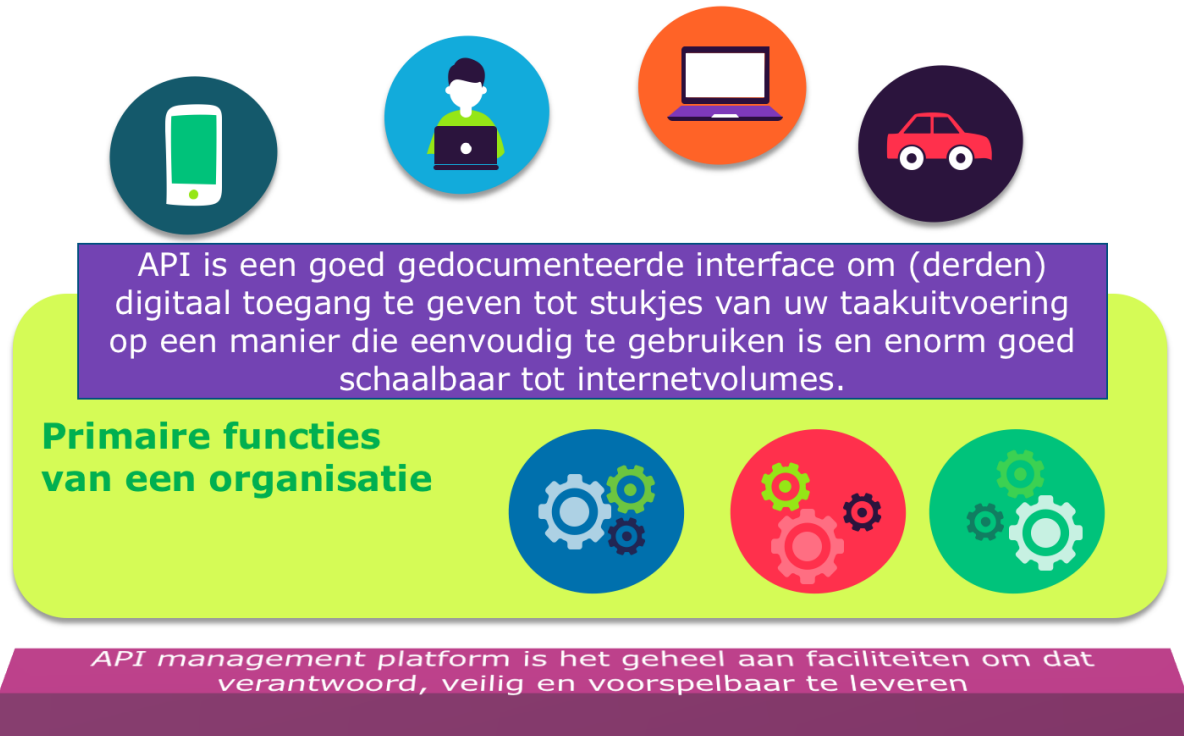 API is een goed gedocumenteerde interface om (derden)
digitaal toegang te geven tot stukjes van uw taakuitvoering
op een manier die eenvoudig te gebruiken is en enorm goed
schaalbaar tot internetvolumes.
Primaire functies
van een organisatie
API management platform is het geheel aan faciliteiten om dat
verantwoord, veilig en voorspelbaar te leveren